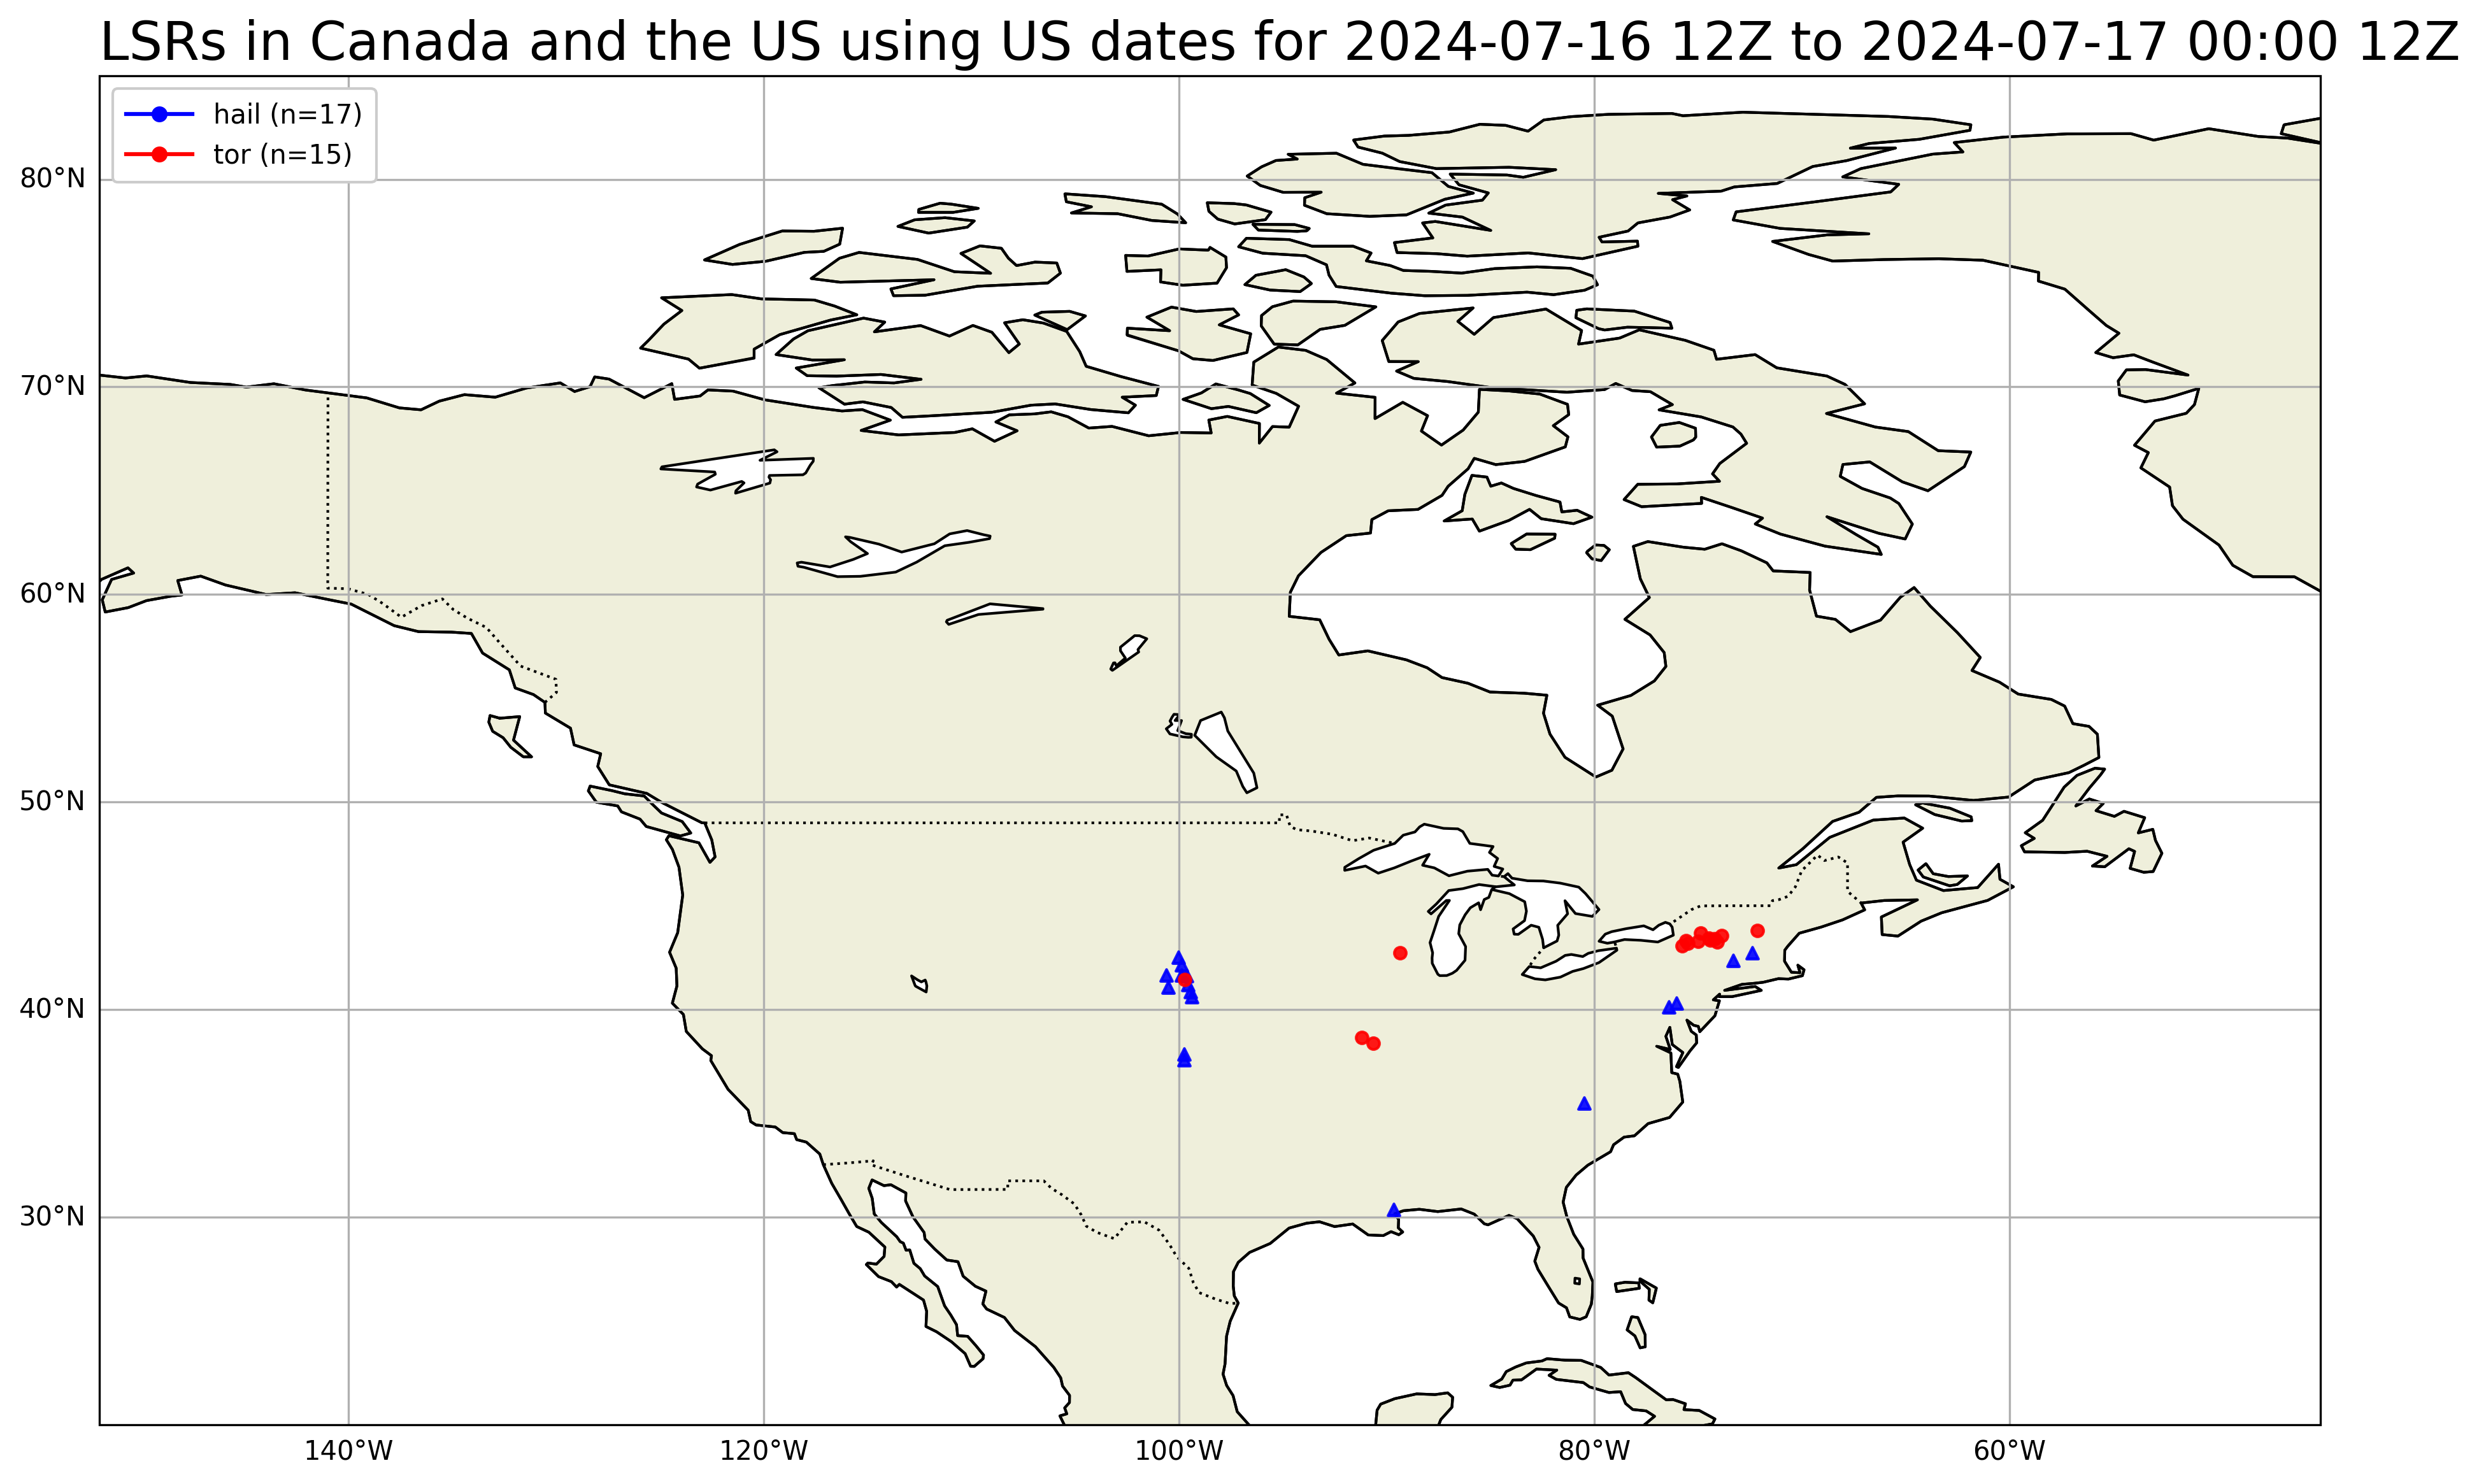 LSRs in Canada and the US using US dates for 2024-07-16 12Z to 2024-07-17 00:00 12Z
hail (n=17)
tor (n=15)
80°N
70°N
60°N
50°N
40°N
30°N
140°W 120°W 100°W 80°W 60°W